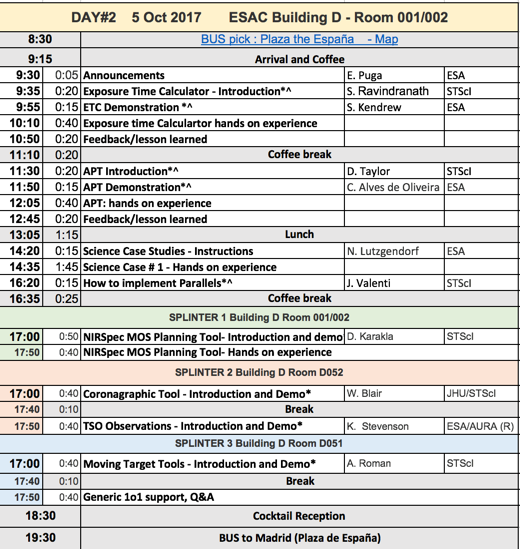 DAY#2 5 Oct 2017 ESAC Building D - Room 001/002
8:30 BUS pick : Plaza the España - Map
9:15 Arrival and Coffee
9:30 0:05 Announcements E. Puga ESA
9:35 0:20 Exposure Time Calculator - Introduction*^ S. Ravindranath STScI
9:55 0:15 ETC Demonstration *^ S. Kendrew ESA
10:10 0:40 Exposure time Calculartor hands on experience
10:50 0:20 Feedback/lesson learned
11:10 0:20 Coffee break
11:30 0:20 APT Introduction*^ D. Taylor STScI
11:50 0:15 APT Demonstration*^ C. Alves de Oliveira ESA
12:05 0:40 APT: hands on experience
12:45 0:20 Feedback/lesson learned
13:05 1:15 Lunch
14:20 0:15 Science Case Studies - Instructions N. Lutzgendorf ESA
14:35 1:45 Science Case # 1 - Hands on experience
16:20 0:15 How to implement Parallels*^ J. Valenti STScI
16:35 0:25 Coffee break
SPLINTER 1 Building D Room 001/002
17:00 0:50 NIRSpec MOS Planning Tool- Introduction and demo D. Karakla STScI
17:50 0:40 NIRSpec MOS Planning Tool- Hands on experience
SPLINTER 2 Building D Room D052
17:00 0:40 Coronagraphic Tool - Introduction and Demo* W. Blair JHU/STScI
17:40 0:10 Break
17:50 0:40 TSO Observations - Introduction and Demo* K. Stevenson ESA/AURA (R)
SPLINTER 3 Building D Room D051
17:00 0:40 Moving Target Tools - Introduction and Demo* A. Roman STScI
17:40 0:10 Break
17:50 0:40 Generic 1o1 support, Q&A
18:30 Cocktail Reception
19:30 BUS to Madrid (Plaza de España)